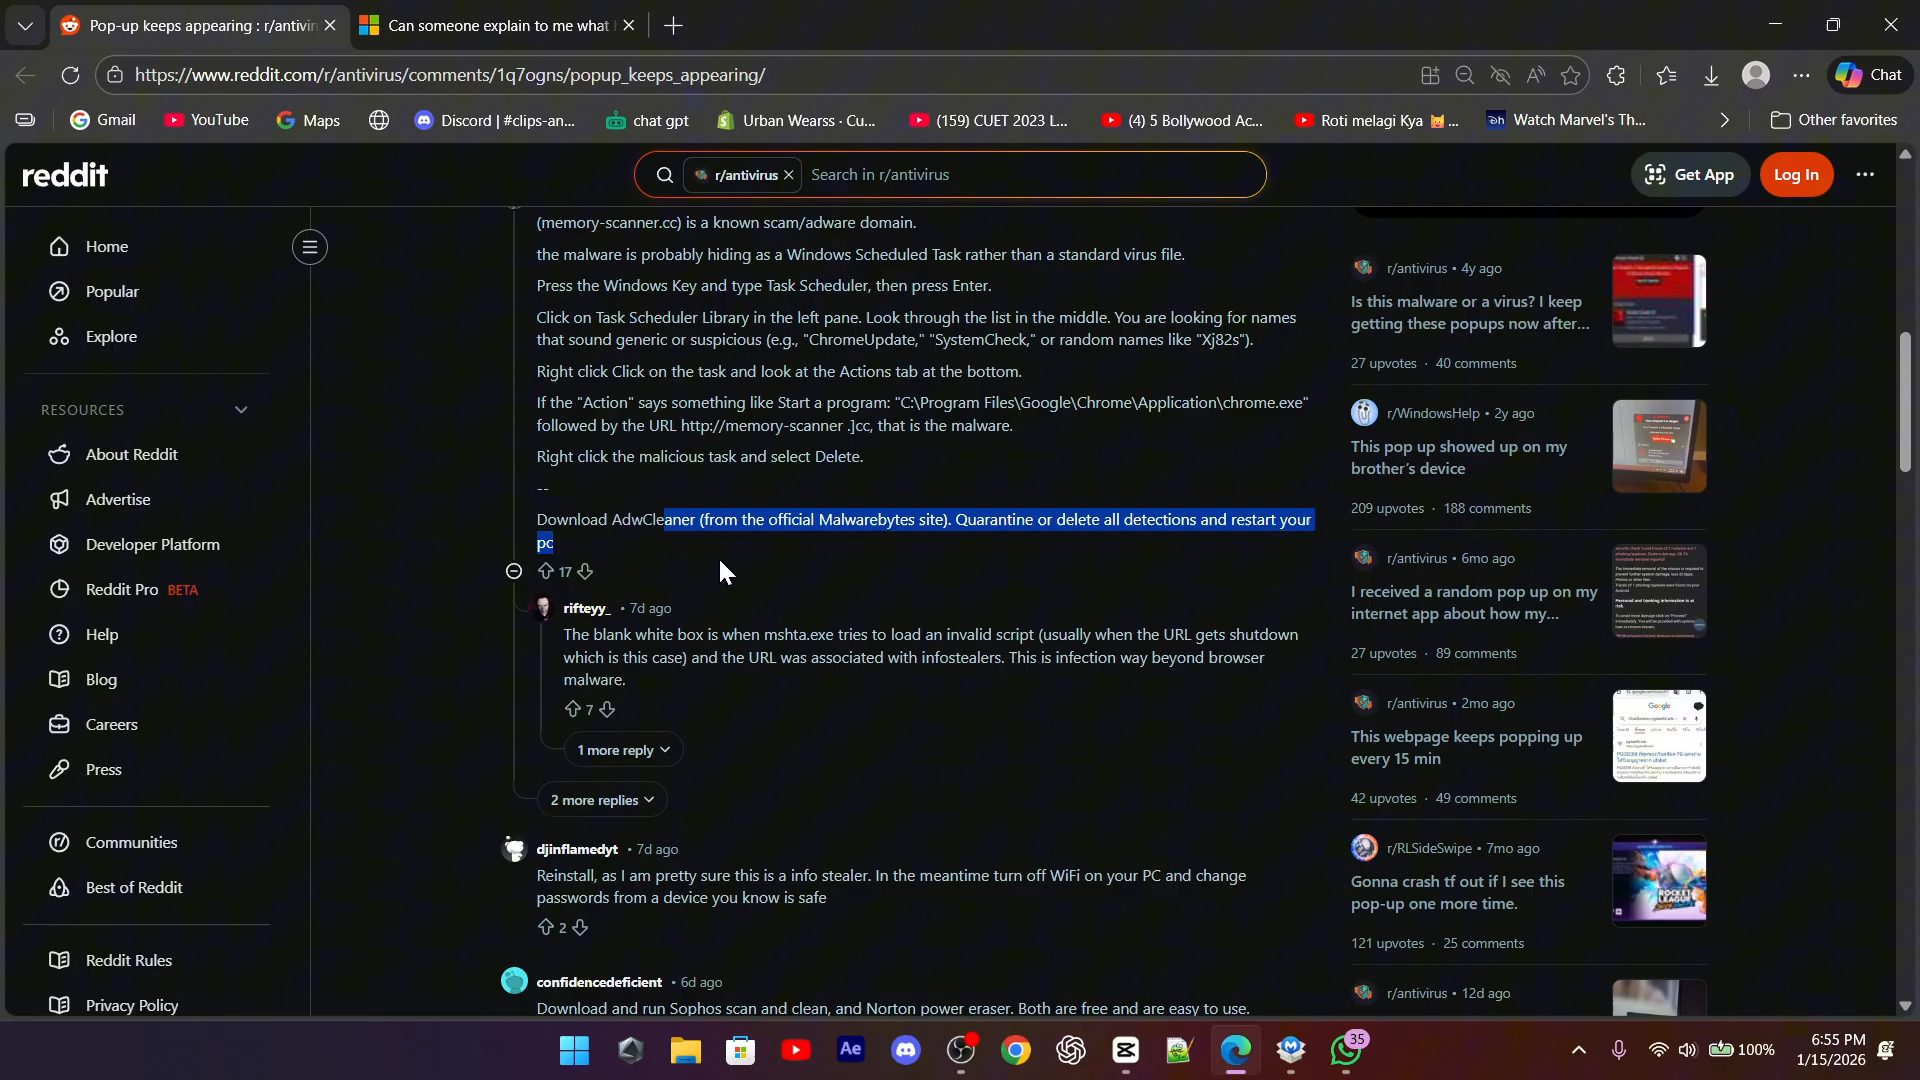 Pop-up keeps appearing : r/antivir
Can someone explain to me what
https://www.reddit.com/r/antivirus/comments/1q7ogns/popup_keeps_appearing/
Chat
Gmail
YouTube
Maps
Discord | #clips-an...
chat gpt
Urban Wearss · Cu...
(159) CUET 2023 L...
(4) 5 Bollywood Ac...
Roti melagi Kya 😼 ...
Watch Marvel's Th...
Other favorites
reddit
r/antivirus
Search in r/antivirus
Get App
Log In
Home
Popular
Explore
RESOURCES
About Reddit
Advertise
Developer Platform
Reddit Pro BETA
Help
Blog
Careers
Press
Communities
Best of Reddit
Reddit Rules
Privacy Policy
(memory-scanner.cc) is a known scam/adware domain.
the malware is probably hiding as a Windows Scheduled Task rather than a standard virus file.
Press the Windows Key and type Task Scheduler, then press Enter.
Click on Task Scheduler Library in the left pane. Look through the list in the middle. You are looking for names
that sound generic or suspicious (e.g., "ChromeUpdate," "SystemCheck," or random names like "Xj82s").
Right click Click on the task and look at the Actions tab at the bottom.
If the "Action" says something like Start a program: "C:\Program Files\Google\Chrome\Application\chrome.exe"
followed by the URL http://memory-scanner .]cc, that is the malware.
Right click the malicious task and select Delete.
--
Download AdwCleaner (from the official Malwarebytes site). Quarantine or delete all detections and restart your
pc
17
rifteyy_ • 7d ago
The blank white box is when mshta.exe tries to load an invalid script (usually when the URL gets shutdown
which is this case) and the URL was associated with infostealers. This is infection way beyond browser
malware.
7
1 more reply
2 more replies
djinflamedyt • 7d ago
Reinstall, as I am pretty sure this is a info stealer. In the meantime turn off WiFi on your PC and change
passwords from a device you know is safe
2
confidencedeficient • 6d ago
Download and run Sophos scan and clean, and Norton power eraser. Both are free and are easy to use.
r/antivirus • 4y ago
Is this malware or a virus? I keep
getting these popups now after...
27 upvotes · 40 comments
r/WindowsHelp • 2y ago
This pop up showed up on my
brother's device
209 upvotes · 188 comments
r/antivirus • 6mo ago
I received a random pop up on my
internet app about how my...
27 upvotes · 89 comments
r/antivirus • 2mo ago
This webpage keeps popping up
every 15 min
42 upvotes · 49 comments
r/RLSideSwipe • 7mo ago
Gonna crash tf out if I see this
pop-up one more time.
121 upvotes · 25 comments
r/antivirus • 12d ago
Google
ROCKET
LEAGUE
Ae
35
100%
6:55 PM
1/15/2026